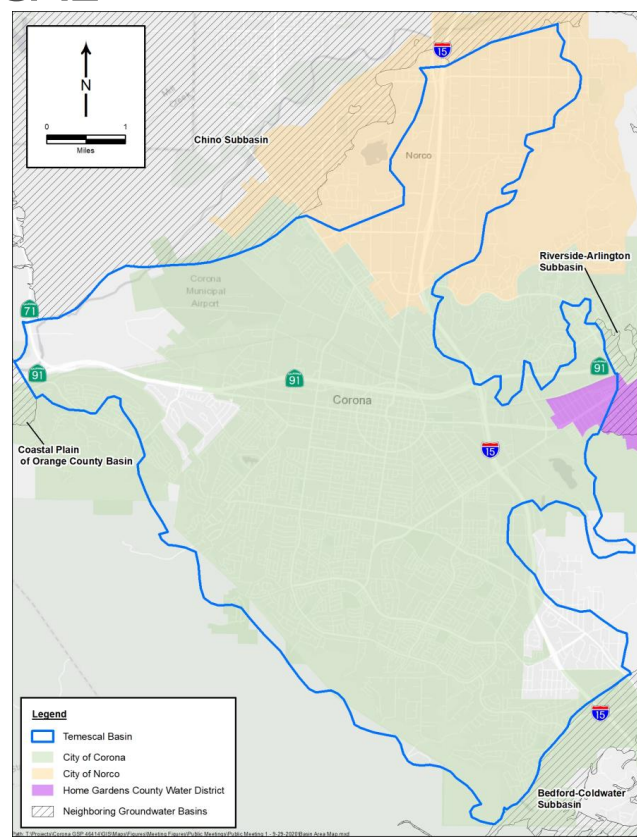 N
0 1
Miles
15
Mill
Creek
Chino Subbasin
Norco
Riverside-Arlington
Subbasin
Corona
Municipal
Airport
71
91
91
91
Corona
Coastal Plain
of Orange County Basin
15
Legend
Temescal Basin
City of Corona
City of Norco
Home Gardens County Water District
Neighboring Groundwater Basins
15
Bedford-Coldwater
Subbasin